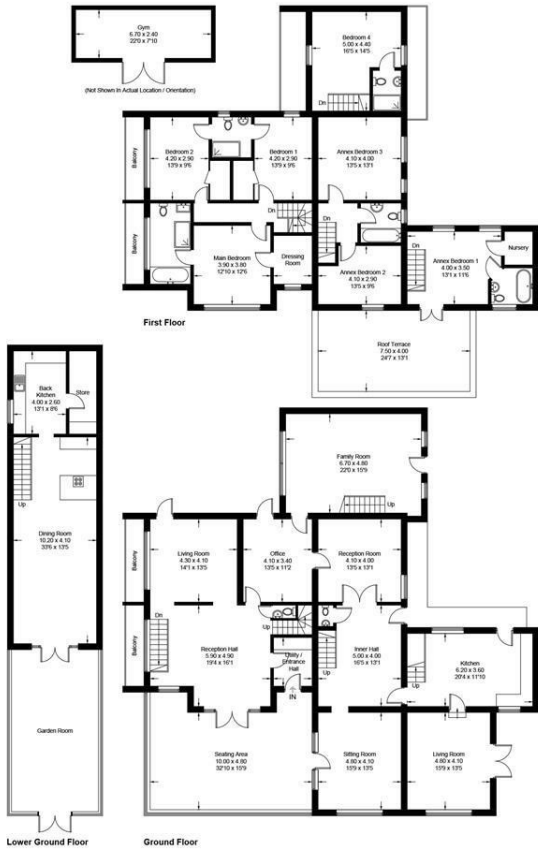 Gym
6.70 x 2.40
22'0 x 7'10
(Not Shown In Actual Location / Orientation)
Bedroom 4
5.00 x 4.40
16'5 x 14'5
Dn
Balcony
Bedroom 2
4.20 x 2.90
13'9 x 9'6
Bedroom 1
4.20 x 2.90
13'9 x 9'6
Annex Bedroom 3
4.10 x 4.00
13'5 x 13'1
Balcony
Dn
Main Bedroom
3.90 x 3.80
12'10 x 12'6
Dressing
Room
Dn
Annex Bedroom 2
4.10 x 2.90
13'5 x 9'6
Dn
Annex Bedroom 1
4.00 x 3.50
13'1 x 11'6
Nursery
First Floor
Roof Terrace
7.50 x 4.00
24'7 x 13'1
Back
Kitchen
4.00 x 2.60
13'1 x 8'6
Store
Up
Dining Room
10.20 x 4.10
33'6 x 13'5
Garden Room
Lower Ground Floor
Family Room
6.70 x 4.80
22'0 x 15'9
Up
Balcony
Living Room
4.30 x 4.10
14'1 x 13'5
Office
4.10 x 3.40
13'5 x 11'2
Reception Room
4.10 x 4.00
13'5 x 13'1
Balcony
Dn
Reception Hall
5.90 x 4.90
19'4 x 16'1
Up
Utility /
Entrance
Hall
IN
Inner Hall
5.00 x 4.00
16'5 x 13'1
Up
Up
Kitchen
6.20 x 3.60
20'4 x 11'10
Seating Area
10.00 x 4.80
32'10 x 15'9
Sitting Room
4.80 x 4.10
15'9 x 13'5
Living Room
4.80 x 4.10
15'9 x 13'5
Ground Floor